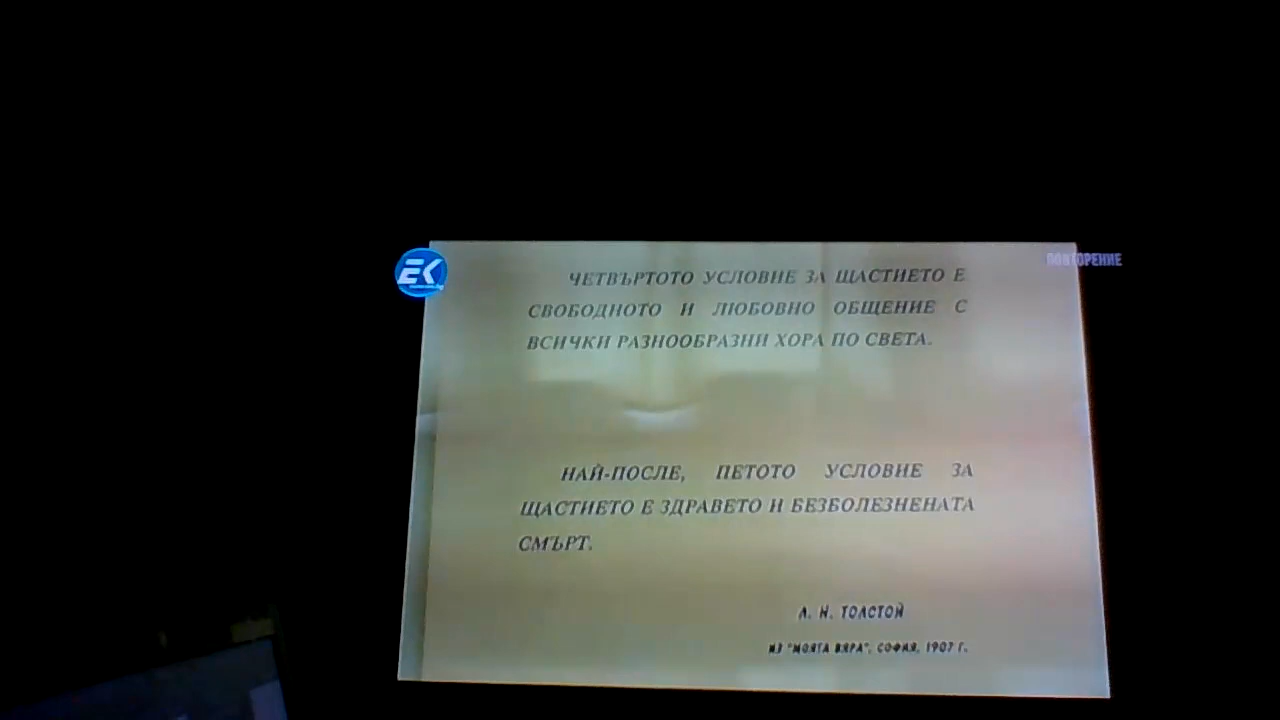 ЕК
ПОВТОРЕНИЕ
ЧЕТВЪРТОТО УСЛОВИЕ ЗА ЩАСТИЕТО Е
СВОБОДНОТО И ЛЮБОВНО ОБЩЕНИЕ С
ВСИЧКИ РАЗНООБРАЗНИ ХОРА ПО СВЕТА.
НАЙ-ПОСЛЕ, ПЕТОТО УСЛОВИЕ ЗА
ЩАСТИЕТО Е ЗДРАВЕТО И БЕЗБОЛЕЗНЕНАТА
СМЪРТ.
Л. Н. ТОЛСТОЙ
ИЗ "МОЯТА ВЯРА", СОФИЯ, 1907 Г.